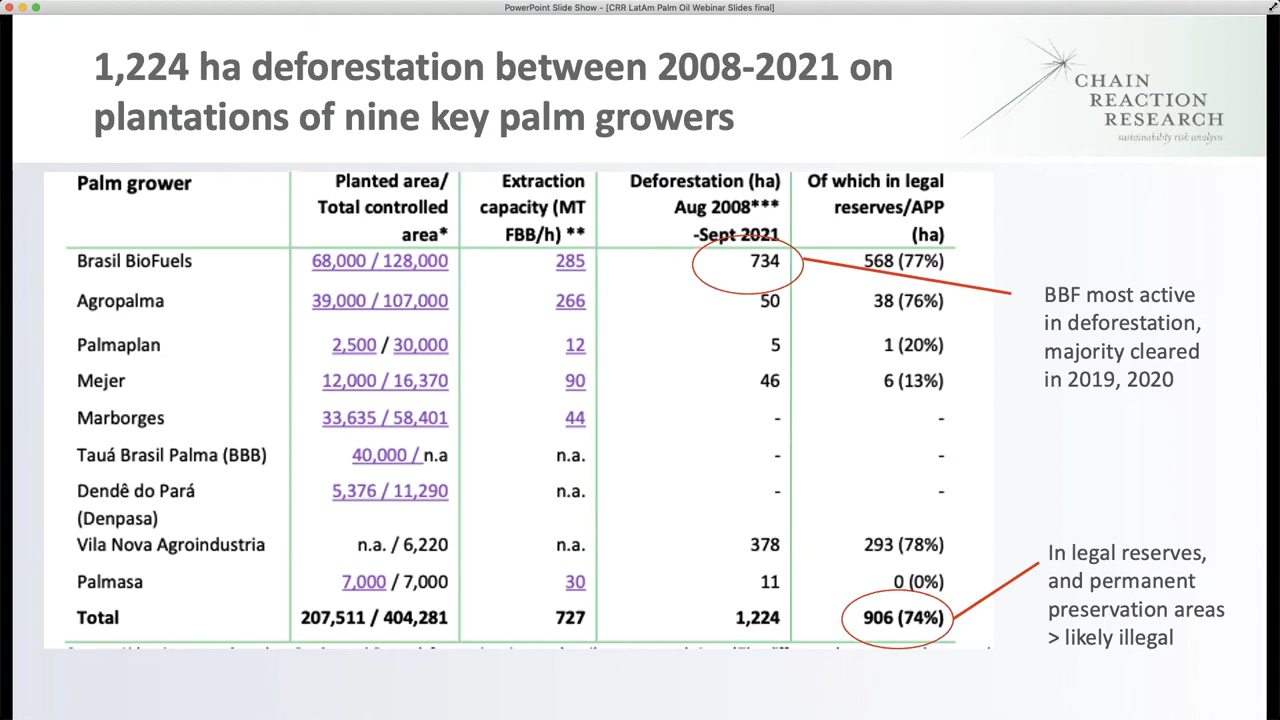 PowerPoint Slide Show - [CRR LatAm Palm Oil Webinar Slides final]
1,224 ha deforestation between 2008-2021 on
plantations of nine key palm growers
CHAIN
REACTION
RESEARCH
sustainability risk analysis
Palm grower Planted area/ Total controlled area* Extraction capacity (MT FBB/h) ** Deforestation (ha) Aug 2008*** -Sept 2021 Of which in legal reserves/APP (ha)
Brasil BioFuels 68,000 / 128,000 285 734 568 (77%)
Agropalma 39,000 / 107,000 266 50 38 (76%)
Palmaplan 2,500 / 30,000 12 5 1 (20%)
Mejer 12,000 / 16,370 90 46 6 (13%)
Marborges 33,635 / 58,401 44 - -
Tauá Brasil Palma (BBB) 40,000 / n.a n.a. - -
Dendê do Pará (Denpasa) 5,376 / 11,290 n.a. - -
Vila Nova Agroindustria n.a. / 6,220 n.a. 378 293 (78%)
Palmasa 7,000 / 7,000 30 11 0 (0%)
Total 207,511 / 404,281 727 1,224 906 (74%)
BBF most active
in deforestation,
majority cleared
in 2019, 2020
In legal reserves,
and permanent
preservation areas
> likely illegal